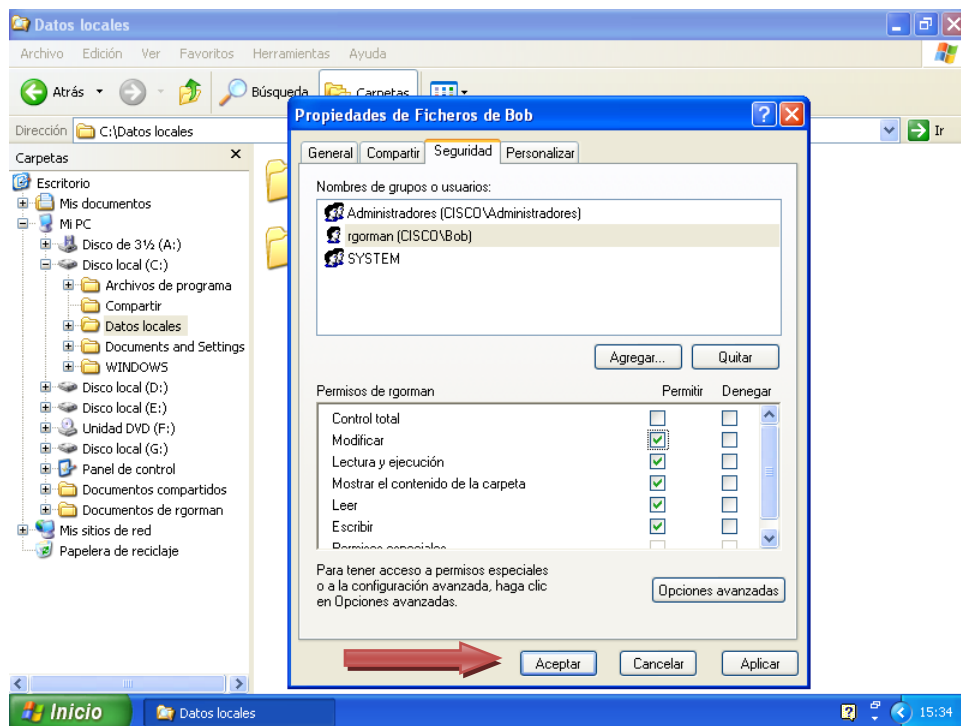 Datos locales
Archivo Edición Ver Favoritos Herramientas Ayuda
Atrás Búsqueda Carpetas
Dirección C:\Datos locales Ir
Carpetas
Escritorio
Mis documentos
Mi PC
Disco de 3½ (A:)
Disco local (C:)
Archivos de programa
Compartir
Datos locales
Documents and Settings
WINDOWS
Disco local (D:)
Disco local (E:)
Unidad DVD (F:)
Disco local (G:)
Panel de control
Documentos compartidos
Documentos de rgorman
Mis sitios de red
Papelera de reciclaje
Propiedades de Ficheros de Bob
General Compartir Seguridad Personalizar
Nombres de grupos o usuarios:
Administradores (CISCO\Administradores)
rgorman (CISCO\Bob)
SYSTEM
Agregar... Quitar
Permisos de rgorman Permitir Denegar
Control total
Modificar
Lectura y ejecución
Mostrar el contenido de la carpeta
Leer
Escribir
Permisos especiales
Para tener acceso a permisos especiales
o a la configuración avanzada, haga clic
en Opciones avanzadas.
Opciones avanzadas
Aceptar Cancelar Aplicar
Inicio Datos locales 15:34